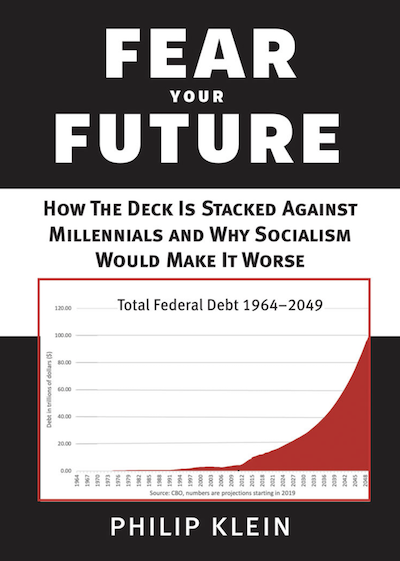 FEAR
YOUR
FUTURE
HOW THE DECK IS STACKED AGAINST
MILLENNIALS AND WHY SOCIALISM
WOULD MAKE IT WORSE
Total Federal Debt 1964–2049
Debt in trillions of dollars ($)
120.00
100.00
80.00
60.00
40.00
20.00
0.00
1964 1967 1970 1973 1976 1979 1982 1985 1988 1991 1994 1997 2000 2003 2006 2009 2012 2015 2018 2021 2024 2027 2030 2033 2036 2039 2042 2045 2048
Source: CBO, numbers are projections starting in 2019
PHILIP KLEIN